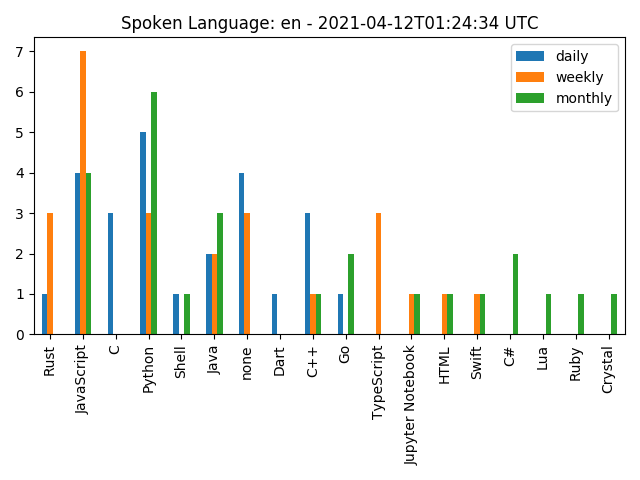 Spoken Language: en - 2021-04-12T01:24:34 UTC
daily
weekly
monthly
7
6
5
4
3
2
1
0
Rust
JavaScript
C
Python
Shell
Java
none
Dart
C++
Go
TypeScript
Jupyter Notebook
HTML
Swift
C#
Lua
Ruby
Crystal